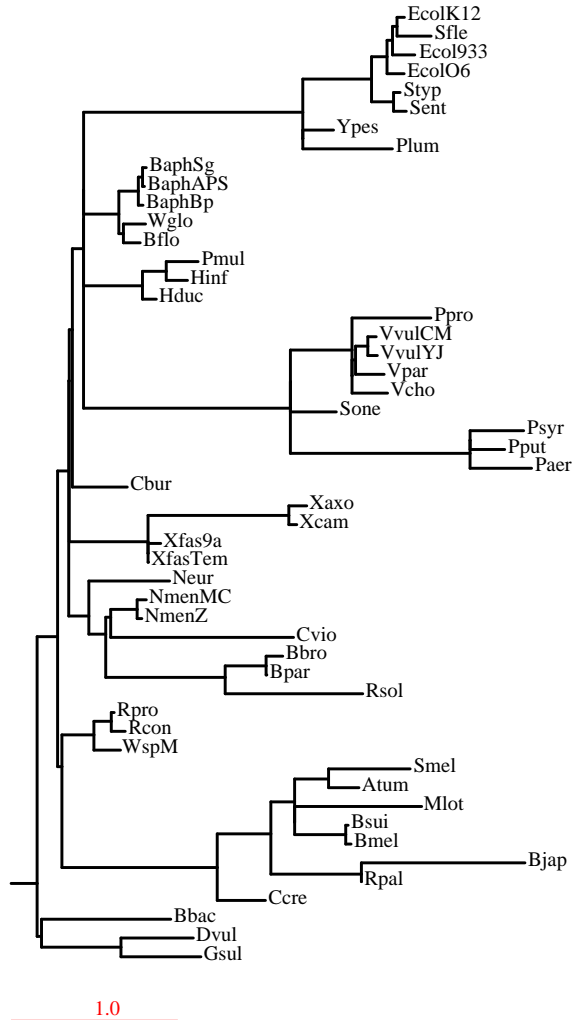 EcolK12
Sfle
Ecol933
EcolO6
Styp
Sent
Ypes
Plum
BaphSg
BaphAPS
BaphBp
Wglo
Bflo
Pmul
Hinf
Hduc
Ppro
VvulCM
VvulYJ
Vpar
Vcho
Sone
Psyr
Pput
Paer
Cbur
Xaxo
Xcam
Xfas9a
XfasTem
Neur
NmenMC
NmenZ
Cvio
Bbro
Bpar
Rsol
Rpro
Rcon
WspM
Smel
Atum
Mlot
Bsui
Bmel
Bjap
Rpal
Ccre
Bbac
Dvul
Gsul
1.0